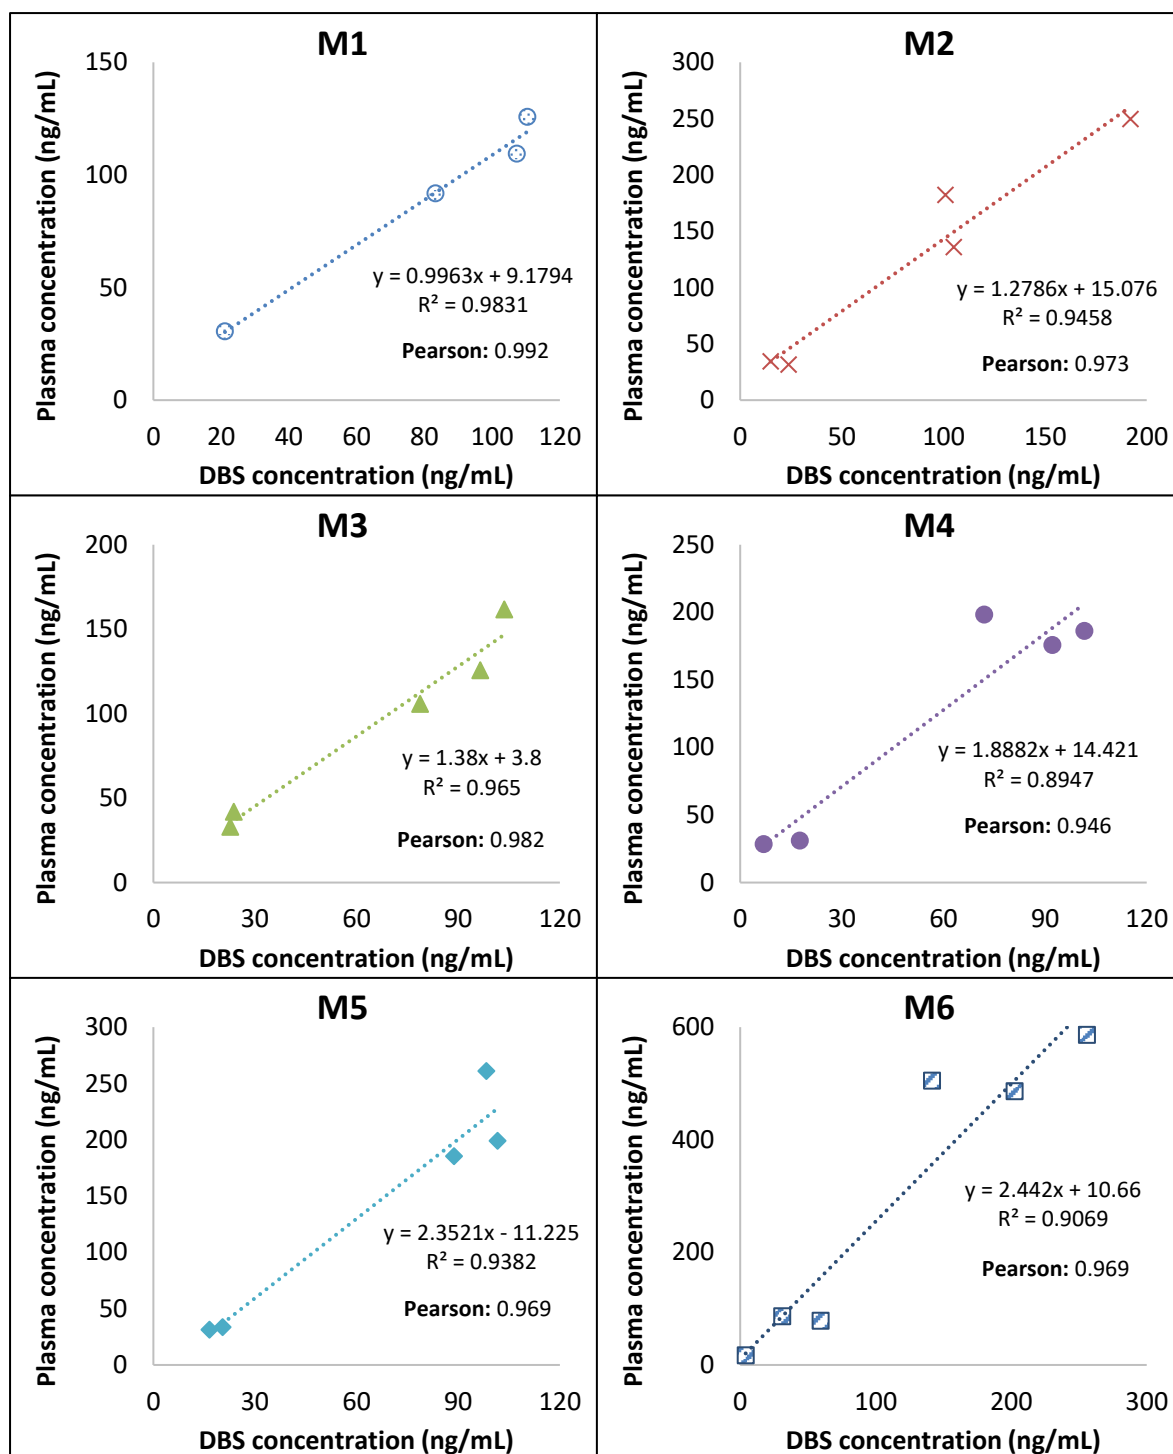 M1
Plasma concentration (ng/mL)
150
100
50
0
y = 0.9963x + 9.1794
R² = 0.9831
Pearson: 0.992
0 20 40 60 80 100 120
DBS concentration (ng/mL)
M2
Plasma concentration (ng/mL)
300
250
200
150
100
50
0
y = 1.2786x + 15.076
R² = 0.9458
Pearson: 0.973
0 50 100 150 200
DBS concentration (ng/mL)
M3
Plasma concentration (ng/mL)
200
150
100
50
0
y = 1.38x + 3.8
R² = 0.965
Pearson: 0.982
0 30 60 90 120
DBS concentration (ng/mL)
M4
Plasma concentration (ng/mL)
250
200
150
100
50
0
y = 1.8882x + 14.421
R² = 0.8947
Pearson: 0.946
0 30 60 90 120
DBS concentration (ng/mL)
M5
Plasma concentration (ng/mL)
300
250
200
150
100
50
0
y = 2.3521x - 11.225
R² = 0.9382
Pearson: 0.969
0 30 60 90 120
DBS concentration (ng/mL)
M6
Plasma concentration (ng/mL)
600
400
200
0
y = 2.442x + 10.66
R² = 0.9069
Pearson: 0.969
0 100 200 300
DBS concentration (ng/mL)